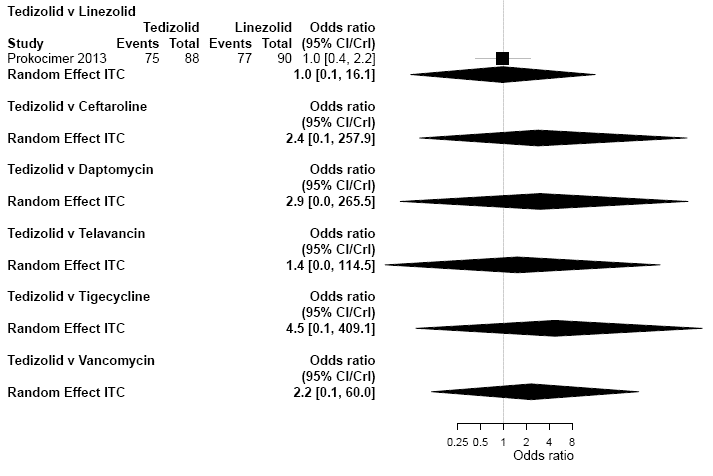 Tedizolid v Linezolid
Tedizolid Linezolid Odds ratio
Study Events Total Events Total (95% CI/CrI)
Prokocimer 2013 75 88 77 90 1.0 [0.4, 2.2]
Random Effect ITC 1.0 [0.1, 16.1]
Tedizolid v Ceftaroline Odds ratio
(95% CI/CrI)
Random Effect ITC 2.4 [0.1, 257.9]
Tedizolid v Daptomycin Odds ratio
(95% CI/CrI)
Random Effect ITC 2.9 [0.0, 265.5]
Tedizolid v Telavancin Odds ratio
(95% CI/CrI)
Random Effect ITC 1.4 [0.0, 114.5]
Tedizolid v Tigecycline Odds ratio
(95% CI/CrI)
Random Effect ITC 4.5 [0.1, 409.1]
Tedizolid v Vancomycin Odds ratio
(95% CI/CrI)
Random Effect ITC 2.2 [0.1, 60.0]
0.25 0.5 1 2 4 8
Odds ratio